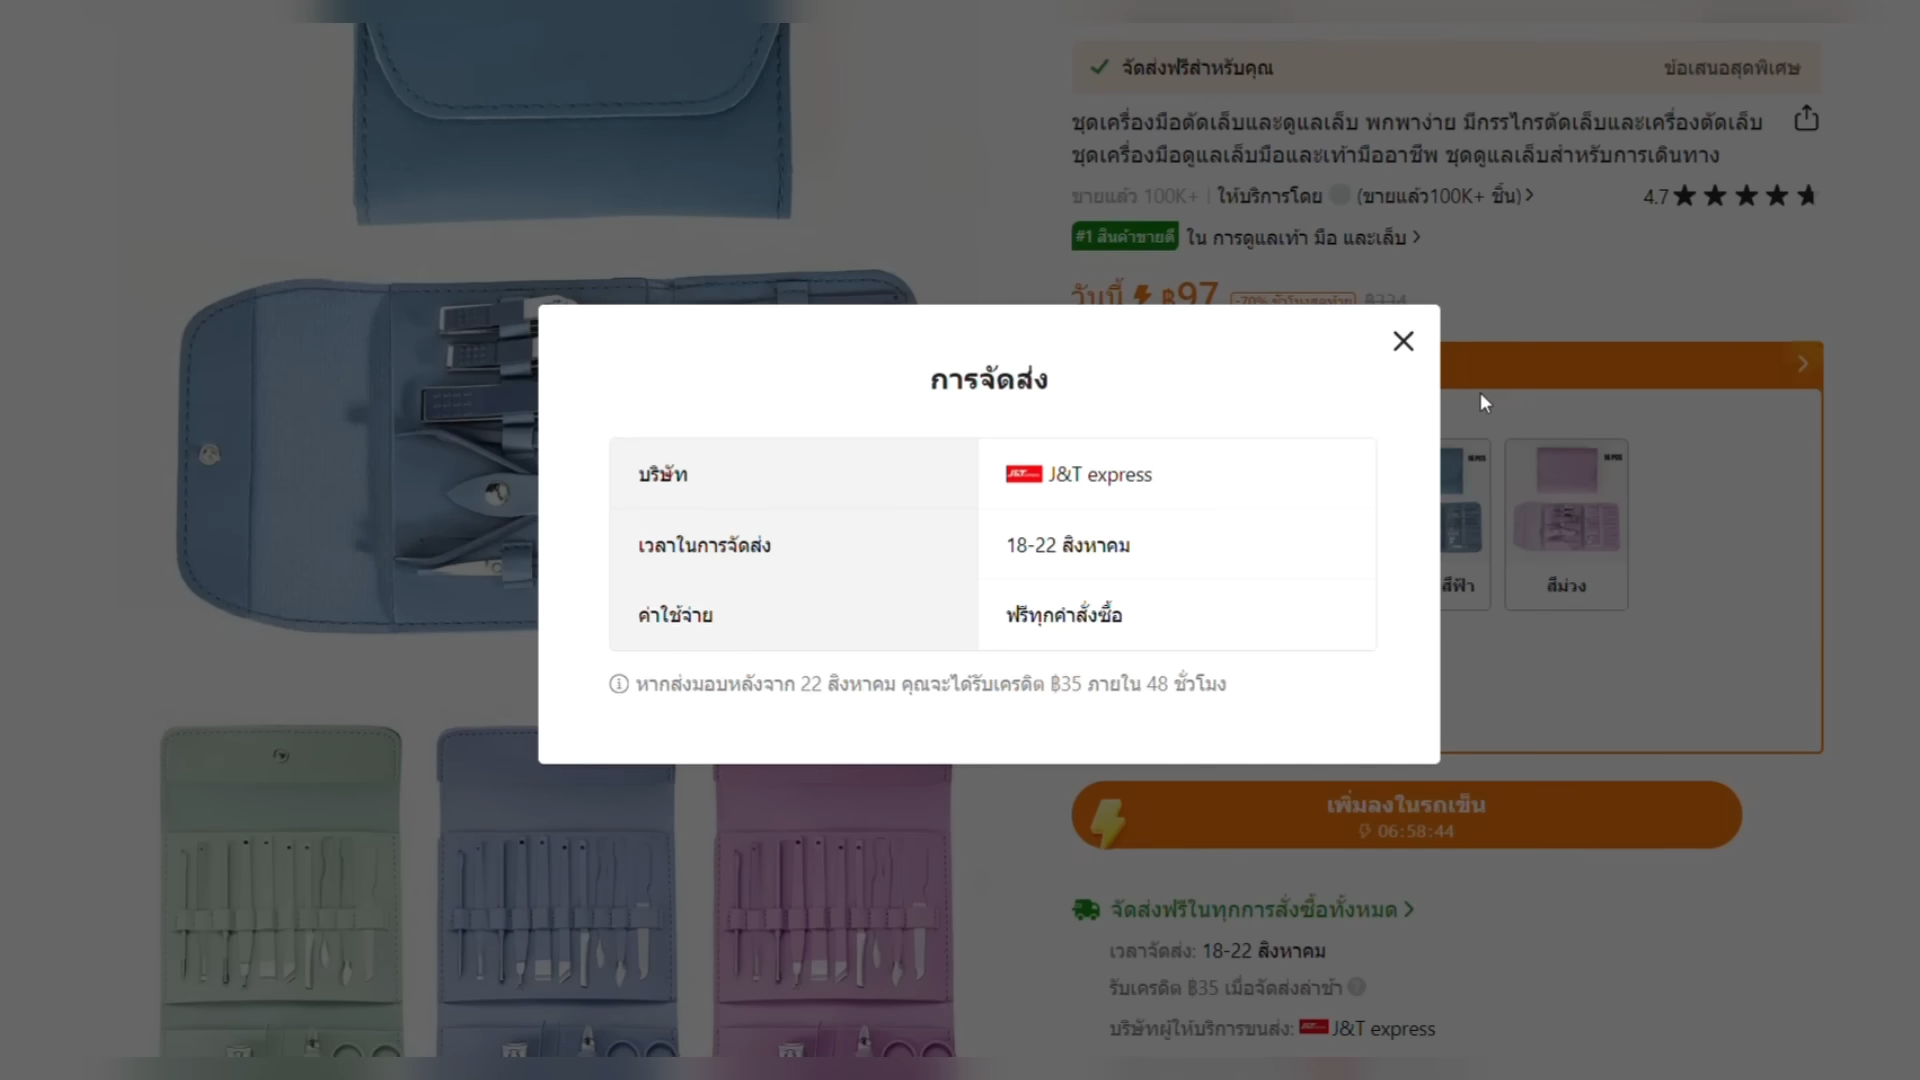 จัดส่งฟรีสำหรับคุณ
ข้อเสนอสุดพิเศษ
ชุดเครื่องมือตัดเล็บและดูแลเล็บ พกพาง่าย มีกรรไกรตัดเล็บและเครื่องตัดเล็บ
ชุดเครื่องมือดูแลเล็บมือและเท้ามืออาชีพ ชุดดูแลเล็บสำหรับการเดินทาง
ขายแล้ว 100K+ | ให้บริการโดย (ขายแล้ว100K+ ชิ้น)
4.7
#1 สินค้าขายดี ใน การดูแลเท้า มือ และเล็บ
วันนี้ ฿97
การจัดส่ง
บริษัท
J&T express
เวลาในการจัดส่ง
18-22 สิงหาคม
ค่าใช้จ่าย
ฟรีทุกคำสั่งซื้อ
หากส่งมอบหลังจาก 22 สิงหาคม คุณจะได้รับเครดิต ฿35 ภายใน 48 ชั่วโมง
สีฟ้า
สีม่วง
เพิ่มลงในรถเข็น
06:58:44
จัดส่งฟรีในทุกการสั่งซื้อทั้งหมด
เวลาจัดส่ง: 18-22 สิงหาคม
รับเครดิต ฿35 เมื่อจัดส่งล่าช้า
บริษัทผู้ให้บริการขนส่ง: J&T express